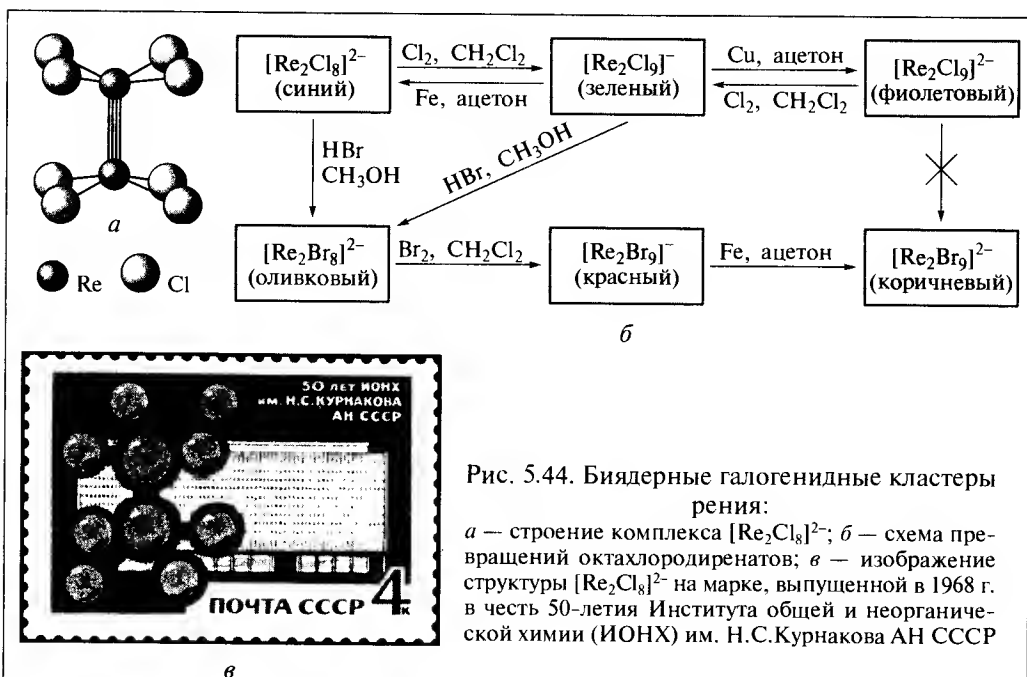 а
Re Cl
[Re₂Cl₈]²⁻
(синий)
Cl₂, CH₂Cl₂
Fe, ацетон
[Re₂Cl₉]⁻
(зеленый)
Cu, ацетон
Cl₂, CH₂Cl₂
[Re₂Cl₉]²⁻
(фиолетовый)
HBr
CH₃OH
HBr, CH₃OH
[Re₂Br₈]²⁻
(оливковый)
Br₂, CH₂Cl₂
[Re₂Br₉]⁻
(красный)
Fe, ацетон
[Re₂Br₉]²⁻
(коричневый)
б
50 ЛЕТ ИОНХ
ИМ. Н.С.КУРНАКОВА
АН СССР
ПОЧТА СССР 4к
в
Рис. 5.44. Биядерные галогенидные кластеры
рения:
а — строение комплекса [Re₂Cl₈]²⁻; б — схема пре-
вращений октахлородиренатов; в — изображение
структуры [Re₂Cl₈]²⁻ на марке, выпущенной в 1968 г.
в честь 50-летия Института общей и неорганиче-
ской химии (ИОНХ) им. Н.С.Курнакова АН СССР